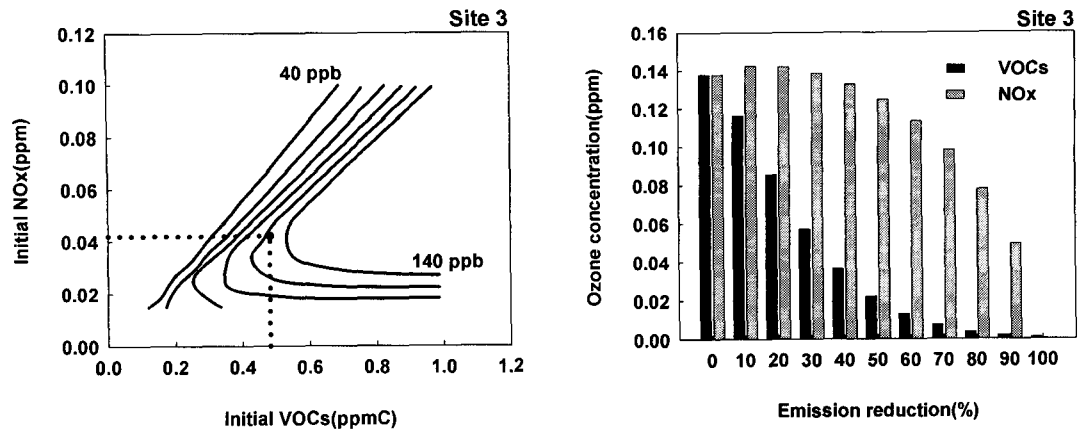 Site 3
0.12
0.10
0.08
0.06
0.04
0.02
0.00
Initial NOx(ppm)
40 ppb
140 ppb
0.0 0.2 0.4 0.6 0.8 1.0 1.2
Initial VOCs(ppmC)
Site 3
0.16
0.14
0.12
0.10
0.08
0.06
0.04
0.02
0.00
Ozone concentration(ppm)
VOCs
NOx
0 10 20 30 40 50 60 70 80 90 100
Emission reduction(%)